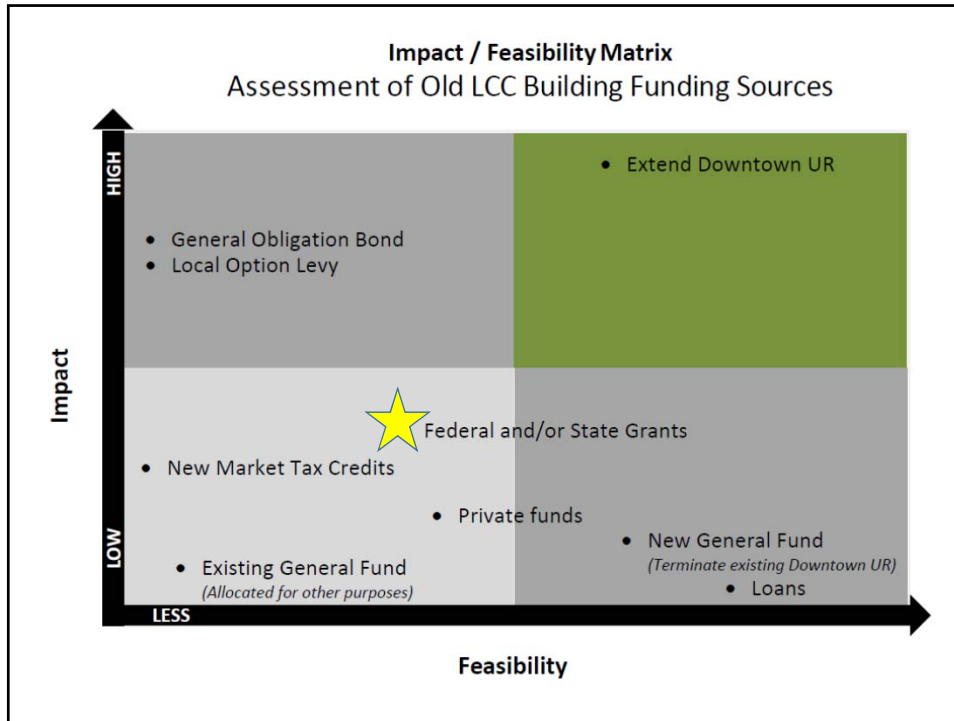 Impact / Feasibility Matrix
Assessment of Old LCC Building Funding Sources
HIGH
• Extend Downtown UR
• General Obligation Bond
• Local Option Levy
Impact
Federal and/or State Grants
• New Market Tax Credits
• Private funds
LOW
• New General Fund
(Terminate existing Downtown UR)
• Existing General Fund
(Allocated for other purposes)
• Loans
LESS
Feasibility